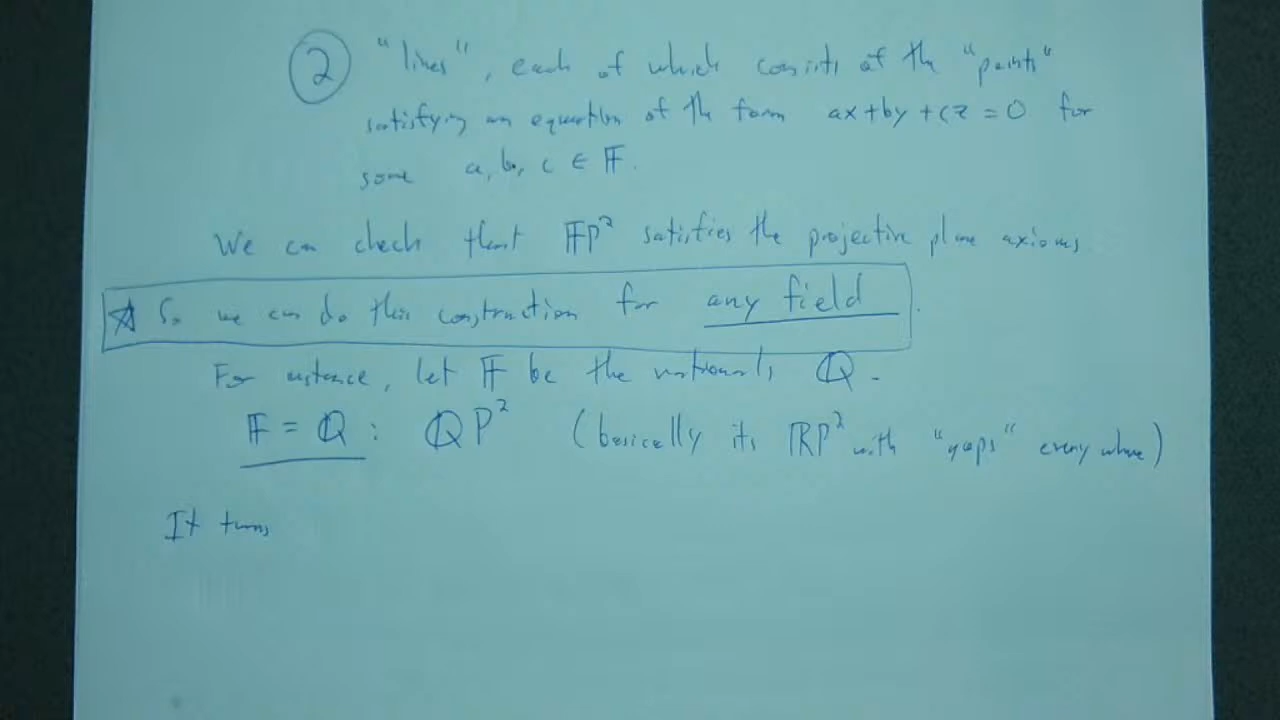 ② "lines", each of which consists of the "points"
satisfying an equation of the form ax+by+cz=0 for
some a, b, c ∈ 𝔽.
We can check that 𝔽P² satisfies the projective plane axioms
☆ So we can do this construction for any field.
For instance, let 𝔽 be the rationals ℚ.
𝔽 = ℚ : ℚP² (basically its ℝP² with "gaps" everywhere)
It turns